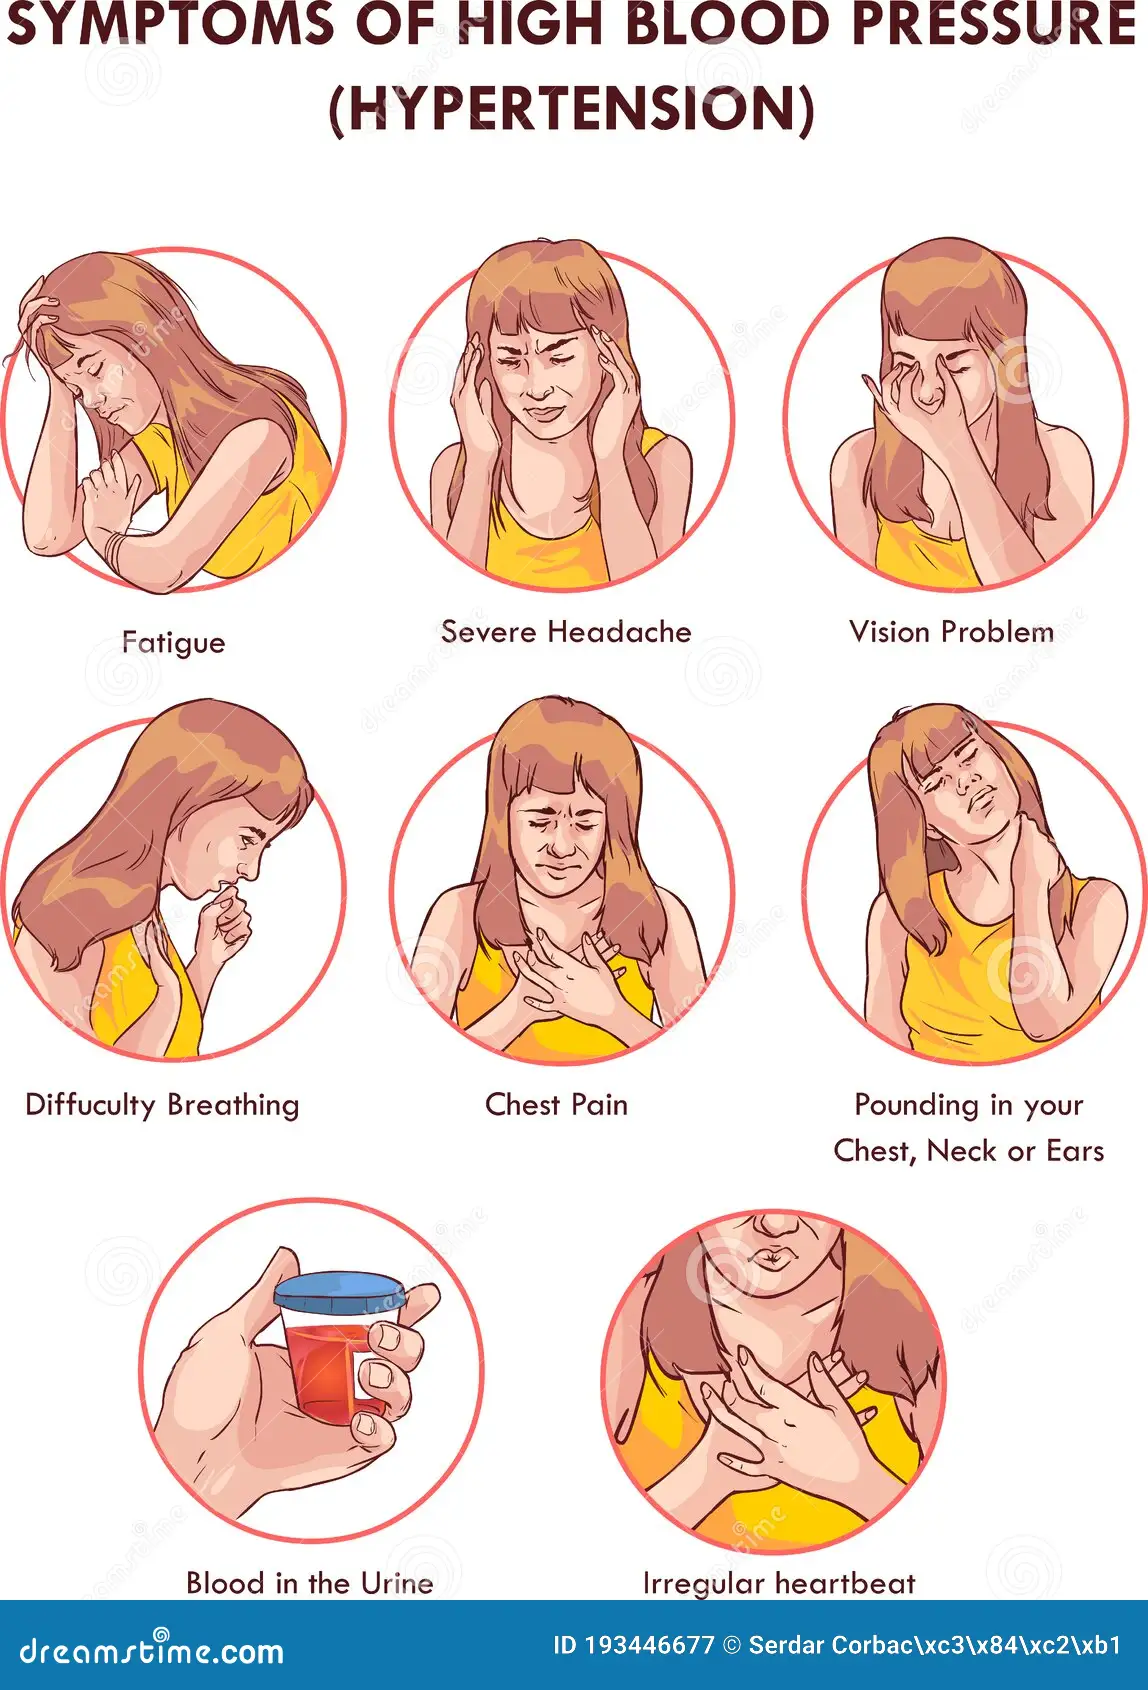 SYMPTOMS OF HIGH BLOOD PRESSURE
(HYPERTENSION)
Fatigue
Severe Headache
Vision Problem
Diffuculty Breathing
Chest Pain
Pounding in your
Chest, Neck or Ears
Blood in the Urine
Irregular heartbeat
dreamstime.com
ID 193446677 © Serdar Corbac\xc3\x84\xc2\xb1